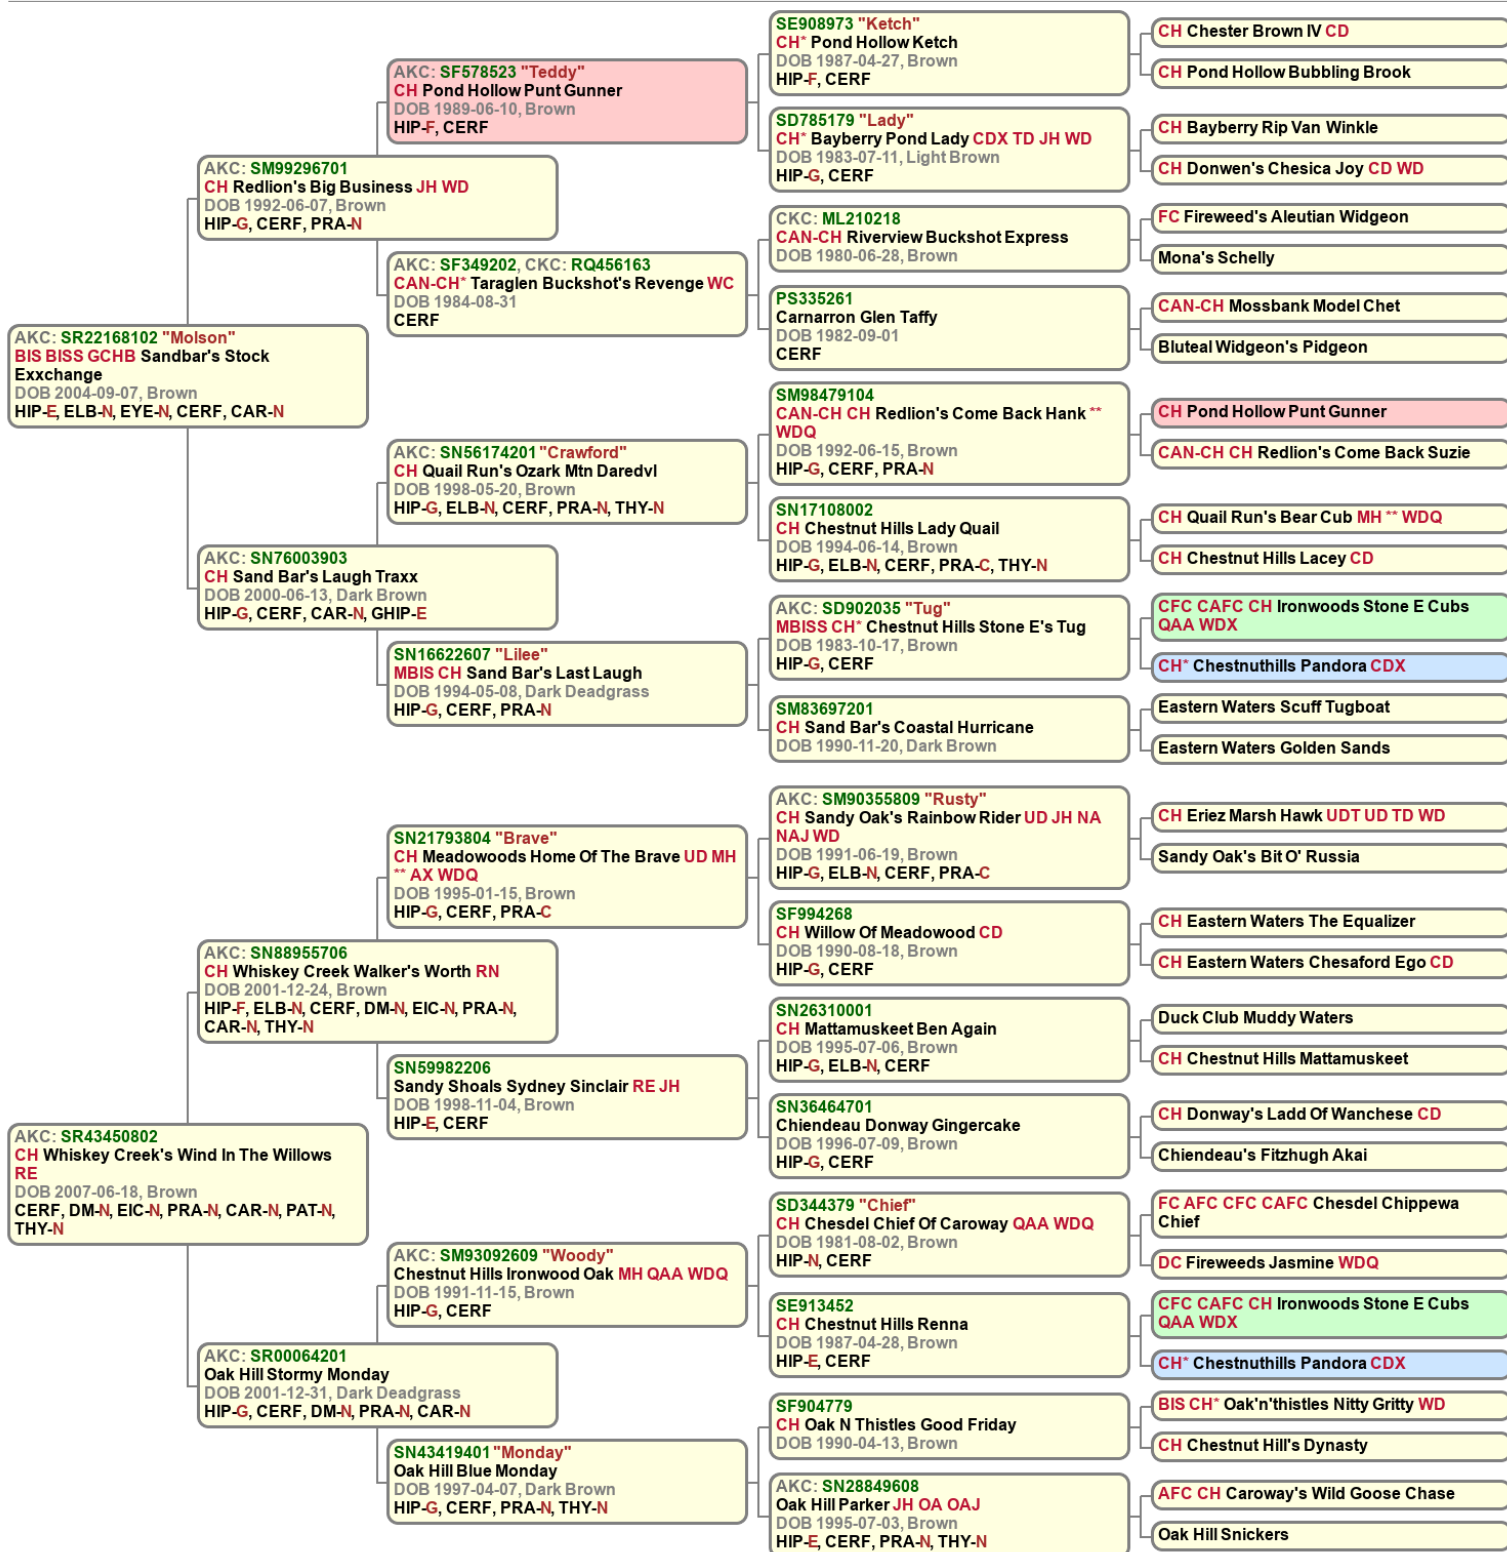 AKC: SR22168102 "Molson"
BIS BISS GCHB Sandbar's Stock
Exxchange
DOB 2004-09-07, Brown
HIP-E, ELB-N, EYE-N, CERF, CAR-N
AKC: SR43450802
CH Whiskey Creek's Wind In The Willows
RE
DOB 2007-06-18, Brown
CERF, DM-N, EIC-N, PRA-N, CAR-N, PAT-N,
THY-N
AKC: SM99296701
CH Redlion's Big Business JH WD
DOB 1992-06-07, Brown
HIP-G, CERF, PRA-N
AKC: SN76003903
CH Sand Bar's Laugh Traxx
DOB 2000-06-13, Dark Brown
HIP-G, CERF, CAR-N, GHIP-E
AKC: SN88955706
CH Whiskey Creek Walker's Worth RN
DOB 2001-12-24, Brown
HIP-F, ELB-N, CERF, DM-N, EIC-N, PRA-N,
CAR-N, THY-N
AKC: SR00064201
Oak Hill Stormy Monday
DOB 2001-12-31, Dark Deadgrass
HIP-G, CERF, DM-N, PRA-N, CAR-N
AKC: SF578523 "Teddy"
CH Pond Hollow Punt Gunner
DOB 1989-06-10, Brown
HIP-F, CERF
AKC: SF349202, CKC: RQ456163
CAN-CH* Taraglen Buckshot's Revenge WC
DOB 1984-08-31
CERF
AKC: SN56174201 "Crawford"
CH Quail Run's Ozark Mtn Daredvl
DOB 1998-05-20, Brown
HIP-G, ELB-N, CERF, PRA-N, THY-N
SN16622607 "Lilee"
MBIS CH Sand Bar's Last Laugh
DOB 1994-05-08, Dark Deadgrass
HIP-G, CERF, PRA-N
SN21793804 "Brave"
CH Meadowoods Home Of The Brave UD MH
** AX WDQ
DOB 1995-01-15, Brown
HIP-G, CERF, PRA-C
SN59982206
Sandy Shoals Sydney Sinclair RE JH
DOB 1998-11-04, Brown
HIP-E, CERF
AKC: SM93092609 "Woody"
Chestnut Hills Ironwood Oak MH QAA WDQ
DOB 1991-11-15, Brown
HIP-G, CERF
SN43419401 "Monday"
Oak Hill Blue Monday
DOB 1997-04-07, Dark Brown
HIP-G, CERF, PRA-N, THY-N
SE908973 "Ketch"
CH* Pond Hollow Ketch
DOB 1987-04-27, Brown
HIP-F, CERF
SD785179 "Lady"
CH* Bayberry Pond Lady CDX TD JH WD
DOB 1983-07-11, Light Brown
HIP-G, CERF
CKC: ML210218
CAN-CH Riverview Buckshot Express
DOB 1980-06-28, Brown
PS335261
Carnarron Glen Taffy
DOB 1982-09-01
CERF
SM98479104
CAN-CH CH Redlion's Come Back Hank **
WDQ
DOB 1992-06-15, Brown
HIP-G, CERF, PRA-N
SN17108002
CH Chestnut Hills Lady Quail
DOB 1994-06-14, Brown
HIP-G, ELB-N, CERF, PRA-C, THY-N
AKC: SD902035 "Tug"
MBISS CH* Chestnut Hills Stone E's Tug
DOB 1983-10-17, Brown
HIP-G, CERF
SM83697201
CH Sand Bar's Coastal Hurricane
DOB 1990-11-20, Dark Brown
AKC: SM90355809 "Rusty"
CH Sandy Oak's Rainbow Rider UD JH NA
NAJ WD
DOB 1991-06-19, Brown
HIP-G, ELB-N, CERF, PRA-C
SF994268
CH Willow Of Meadowood CD
DOB 1990-08-18, Brown
HIP-G, CERF
SN26310001
CH Mattamuskeet Ben Again
DOB 1995-07-06, Brown
HIP-G, ELB-N, CERF
SN36464701
Chiendeau Donway Gingercake
DOB 1996-07-09, Brown
HIP-G, CERF
SD344379 "Chief"
CH Chesdel Chief Of Caroway QAA WDQ
DOB 1981-08-02, Brown
HIP-N, CERF
SE913452
CH Chestnut Hills Renna
DOB 1987-04-28, Brown
HIP-E, CERF
SF904779
CH Oak N Thistles Good Friday
DOB 1990-04-13, Brown
AKC: SN28849608
Oak Hill Parker JH OA OAJ
DOB 1995-07-03, Brown
HIP-E, CERF, PRA-N, THY-N
CH Chester Brown IV CD
CH Pond Hollow Bubbling Brook
CH Bayberry Rip Van Winkle
CH Donwen's Chesica Joy CD WD
FC Fireweed's Aleutian Widgeon
Mona's Schelly
CAN-CH Mossbank Model Chet
Bluteal Widgeon's Pidgeon
CH Pond Hollow Punt Gunner
CAN-CH CH Redlion's Come Back Suzie
CH Quail Run's Bear Cub MH ** WDQ
CH Chestnut Hills Lacey CD
CFC CAFC CH Ironwoods Stone E Cubs
QAA WDX
CH* Chestnuthills Pandora CDX
Eastern Waters Scuff Tugboat
Eastern Waters Golden Sands
CH Eriez Marsh Hawk UDT UD TD WD
Sandy Oak's Bit O' Russia
CH Eastern Waters The Equalizer
CH Eastern Waters Chesaford Ego CD
Duck Club Muddy Waters
CH Chestnut Hills Mattamuskeet
CH Donway's Ladd Of Wanchese CD
Chiendeau's Fitzhugh Akai
FC AFC CFC CAFC Chesdel Chippewa
Chief
DC Fireweeds Jasmine WDQ
CFC CAFC CH Ironwoods Stone E Cubs
QAA WDX
CH* Chestnuthills Pandora CDX
BIS CH* Oak'n'thistles Nitty Gritty WD
CH Chestnut Hill's Dynasty
AFC CH Caroway's Wild Goose Chase
Oak Hill Snickers